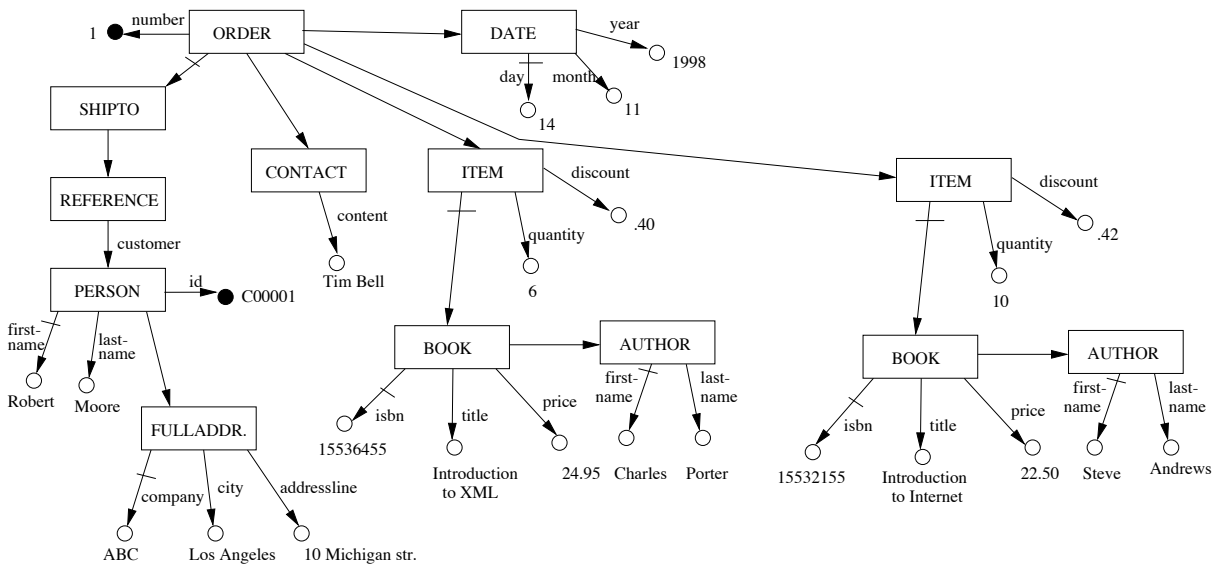 number
1
ORDER
DATE
year
1998
day
month
14
11
SHIPTO
CONTACT
ITEM
discount
.40
ITEM
discount
.42
REFERENCE
content
quantity
quantity
customer
Tim Bell
6
10
PERSON
id
C00001
first-
name
last-
name
Robert
Moore
BOOK
AUTHOR
BOOK
AUTHOR
first-
name
last-
name
first-
name
last-
name
isbn
title
price
isbn
title
price
FULLADDR.
15536455
Introduction
to XML
24.95
Charles
Porter
15532155
Introduction
to Internet
22.50
Steve
Andrews
company
city
addressline
ABC
Los Angeles
10 Michigan str.